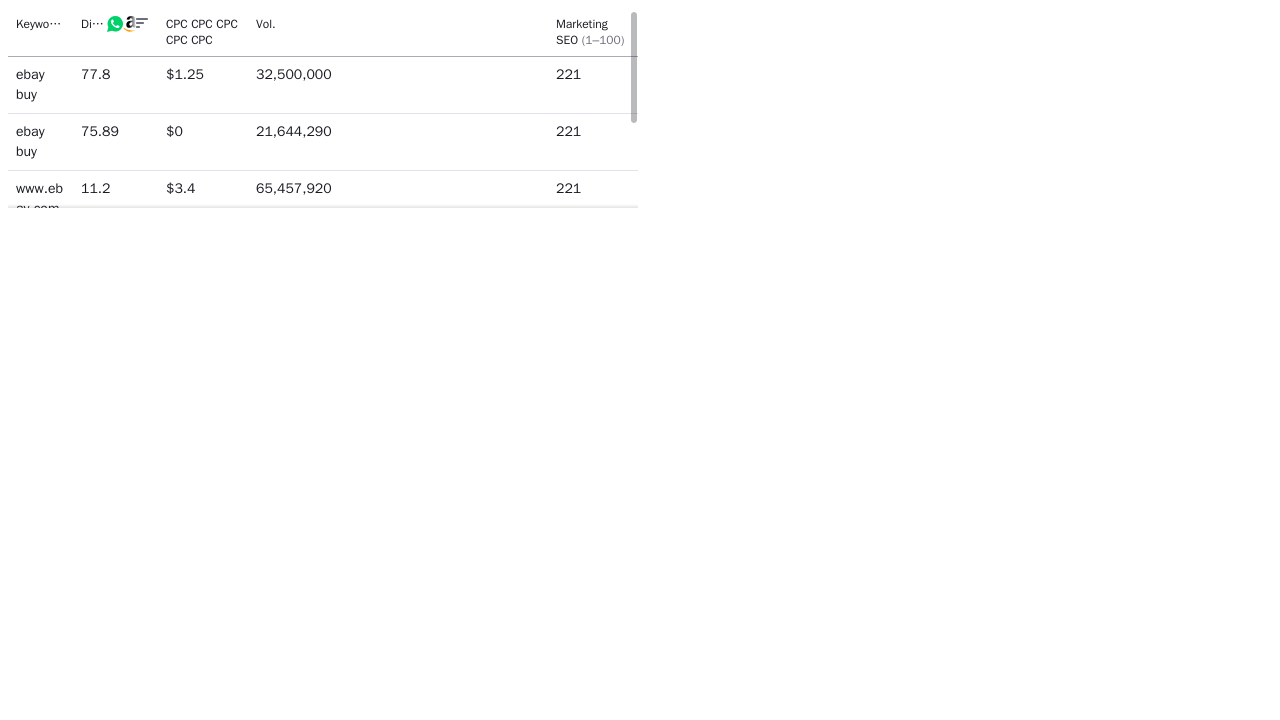 Keywo···
Di···
CPC CPC CPC
CPC CPC
Vol.
Marketing
SEO (1–100)
ebay
buy
77.8
$1.25
32,500,000
221
ebay
buy
75.89
$0
21,644,290
221
www.eb
ay.com
11.2
$3.4
65,457,920
221